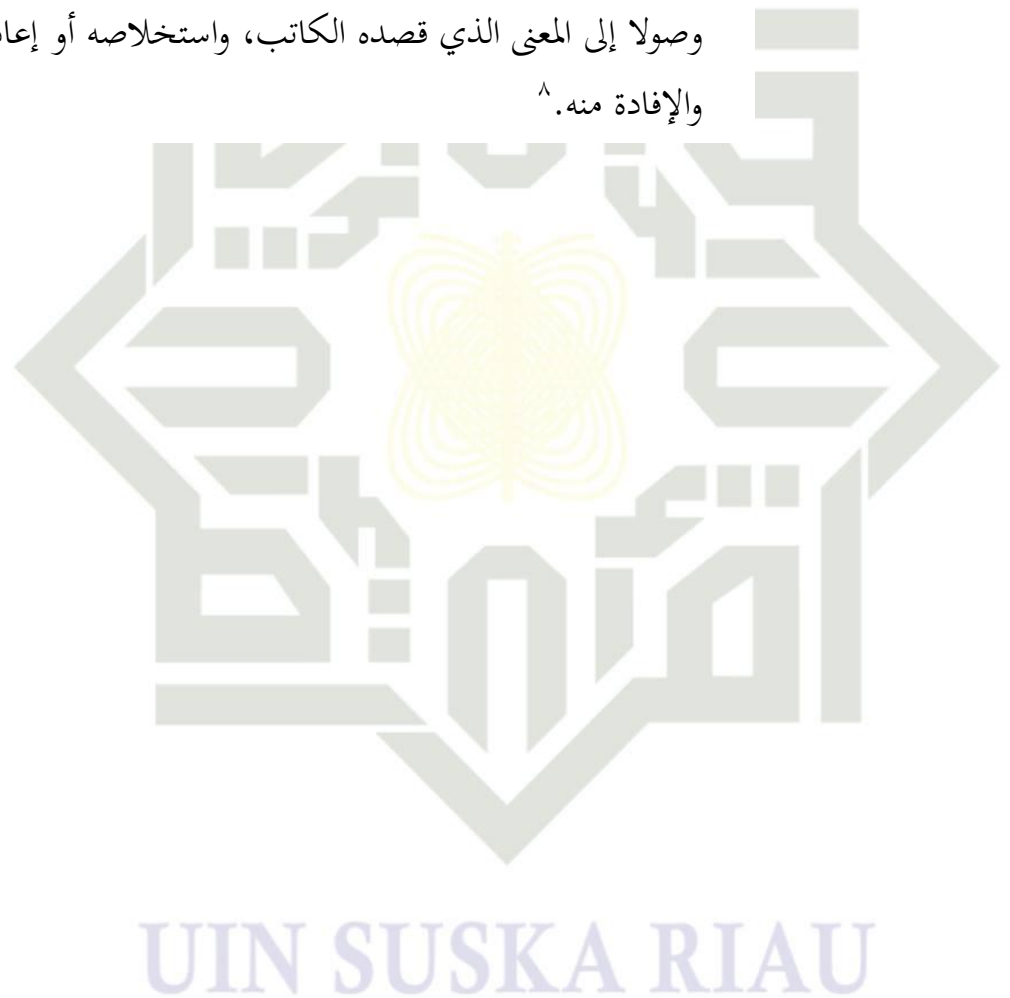 وصولا إلى المعنى الذي قصده الكاتب، واستخلاصه أو
والإفادة منه.٨
UIN SUSKA RIAU